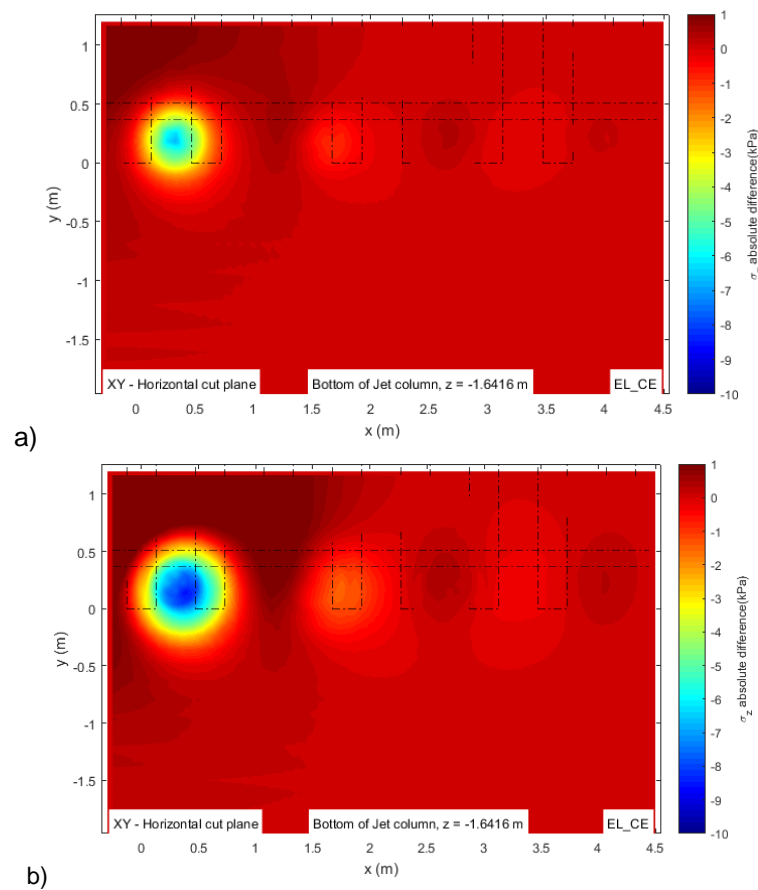 1
0.5
0
-0.5
-1
-1.5
y (m)
XY - Horizontal cut plane
Bottom of Jet column, z = -1.6416 m
EL_CE
0 0.5 1 1.5 2 2.5 3 3.5 4 4.5
x (m)
1
0
-1
-2
-3
-4
-5
-6
-7
-8
-9
-10
σ_ absolute difference(kPa)
a)
1
0.5
0
-0.5
-1
-1.5
y (m)
XY - Horizontal cut plane
Bottom of Jet column, z = -1.6416 m
EL_CE
0 0.5 1 1.5 2 2.5 3 3.5 4 4.5
x (m)
1
0
-1
-2
-3
-4
-5
-6
-7
-8
-9
-10
σz absolute difference(kPa)
b)